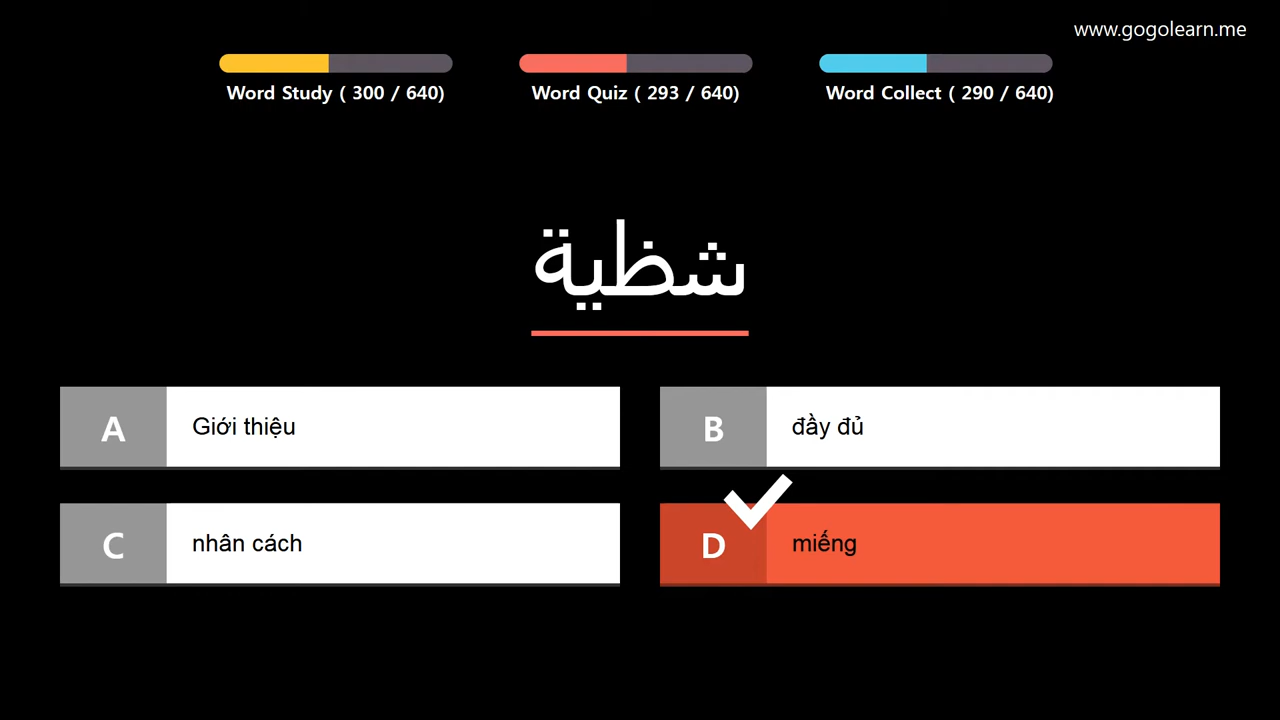 www.gogolearn.me
Word Study ( 300 / 640)
Word Quiz ( 293 / 640)
Word Collect ( 290 / 640)
شظية
A Giới thiệu
B đầy đủ
C nhân cách
D miếng